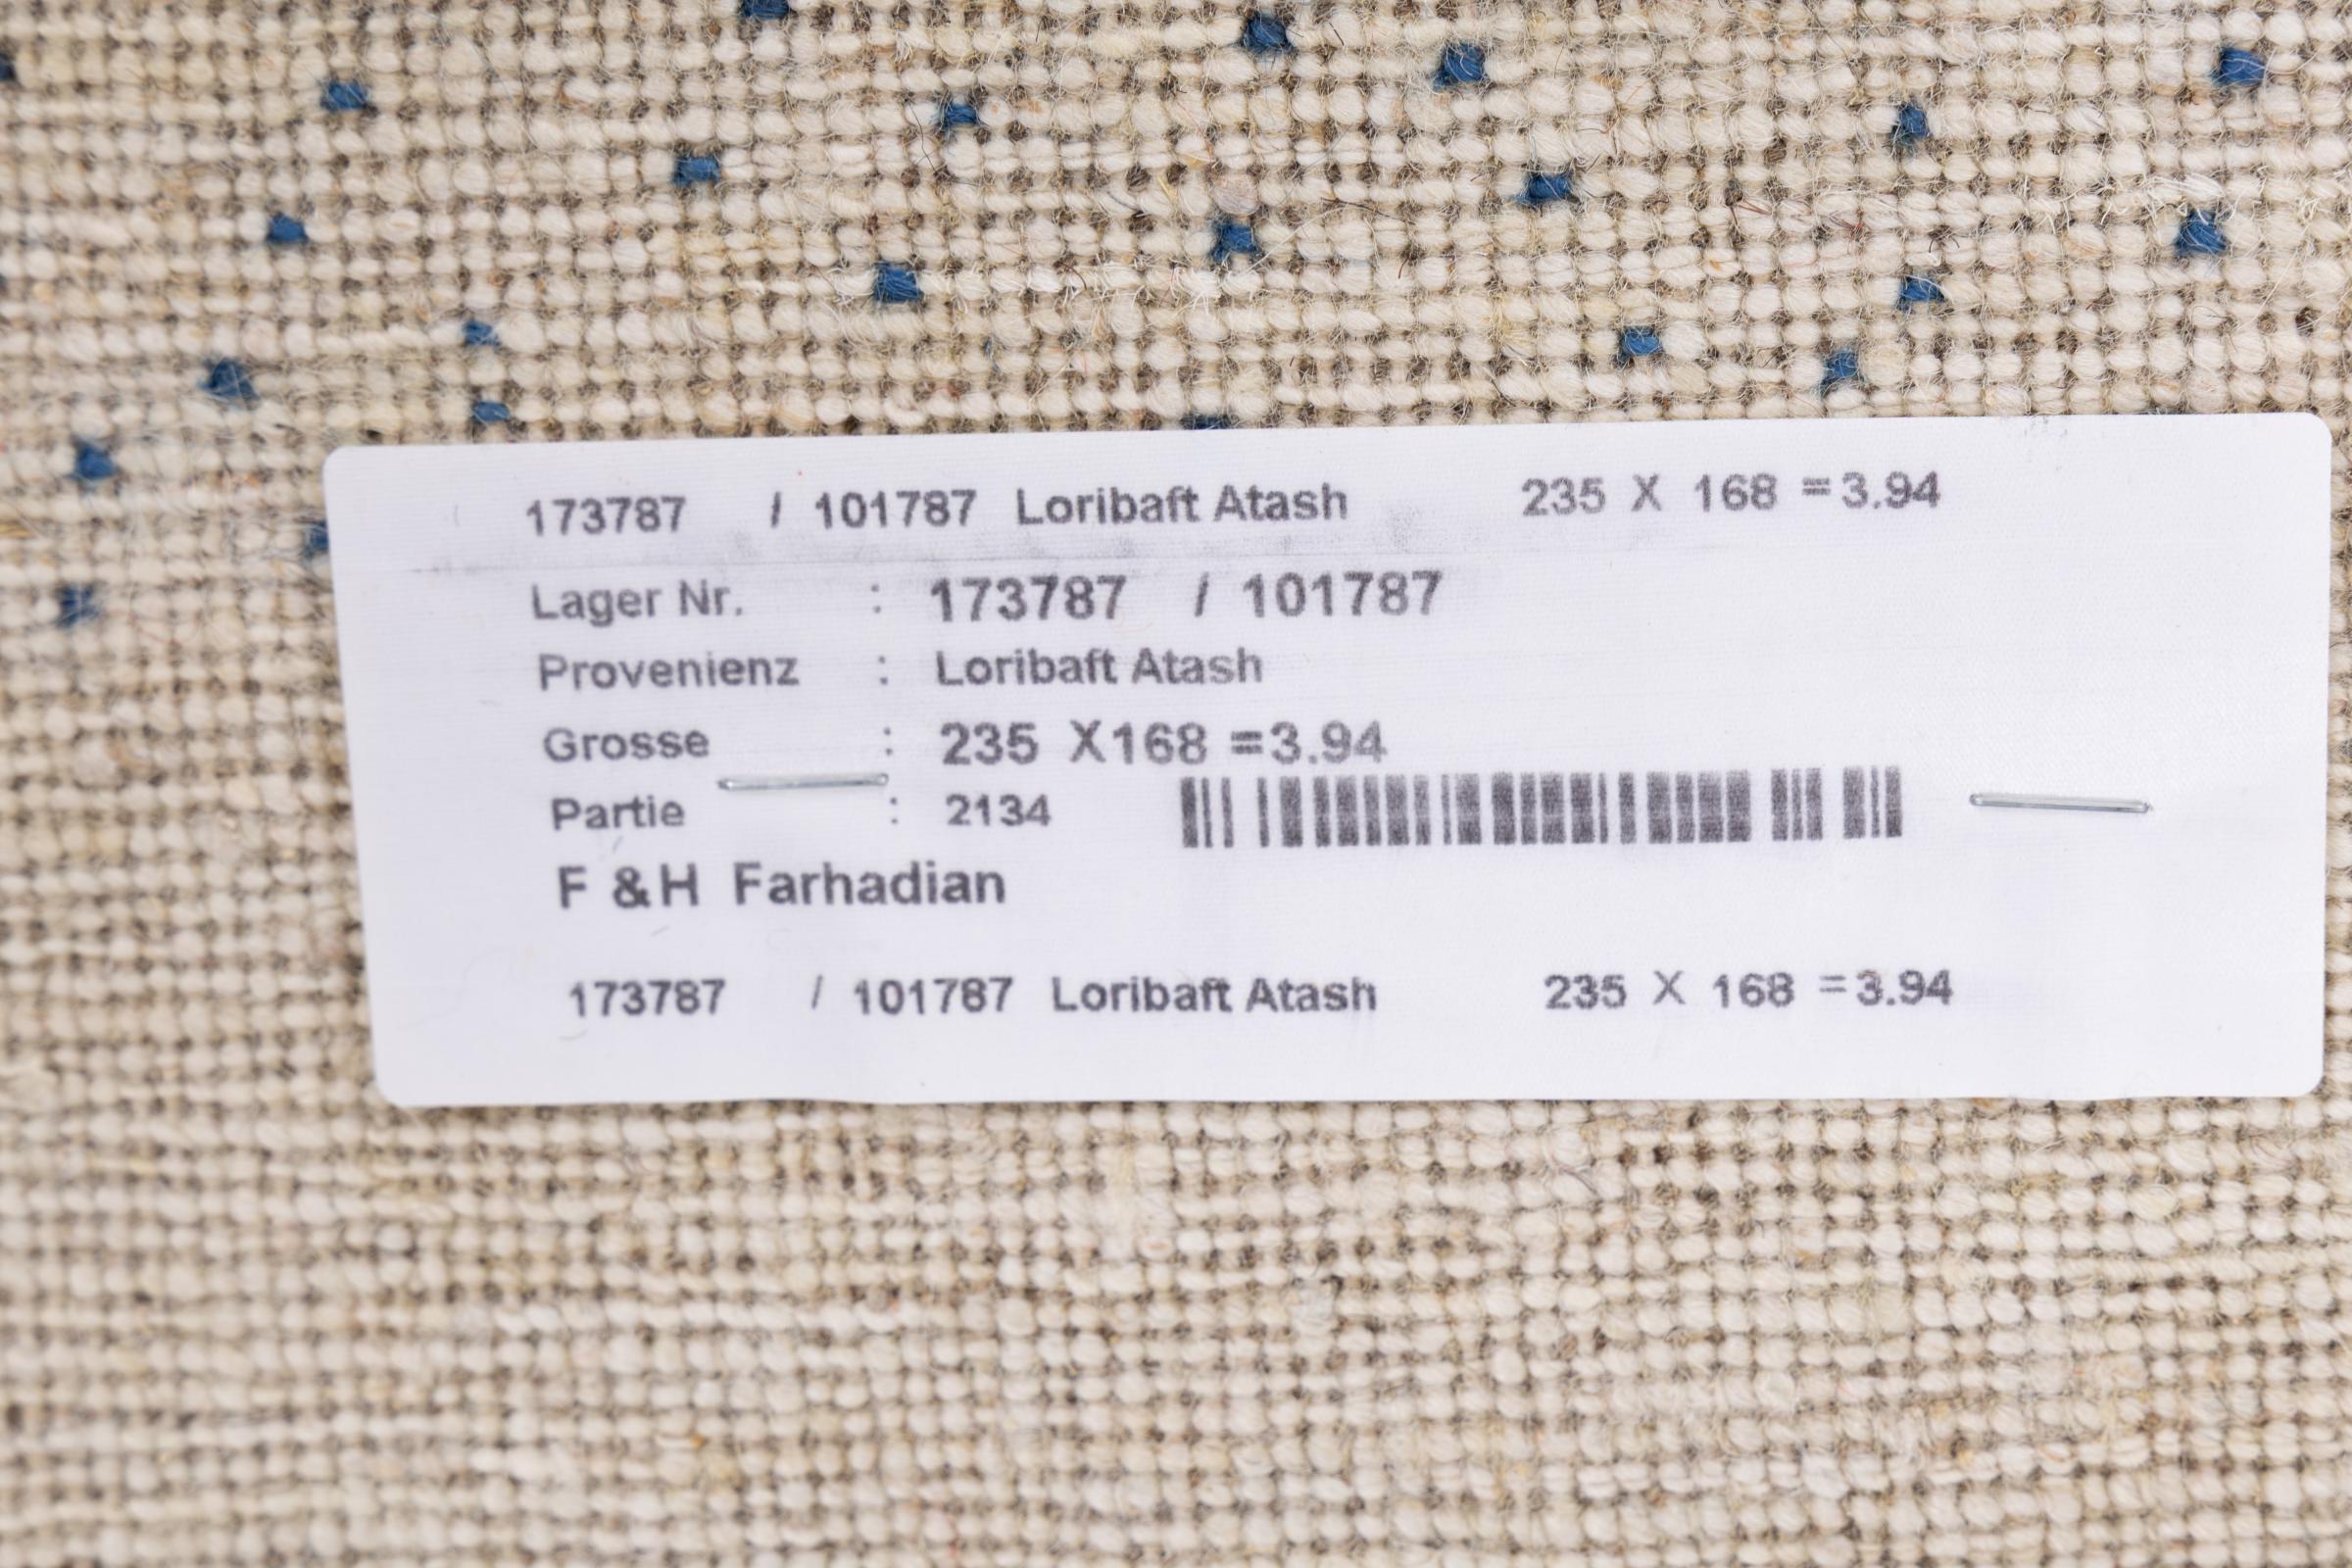 173787 / 101787 Loribaft Atash 235 X 168 =3.94
Lager Nr. : 173787 / 101787
Provenienz : Loribaft Atash
Grosse : 235 X168 =3.94
Partie : 2134
F &H Farhadian
173787 / 101787 Loribaft Atash 235 X 168 =3.94